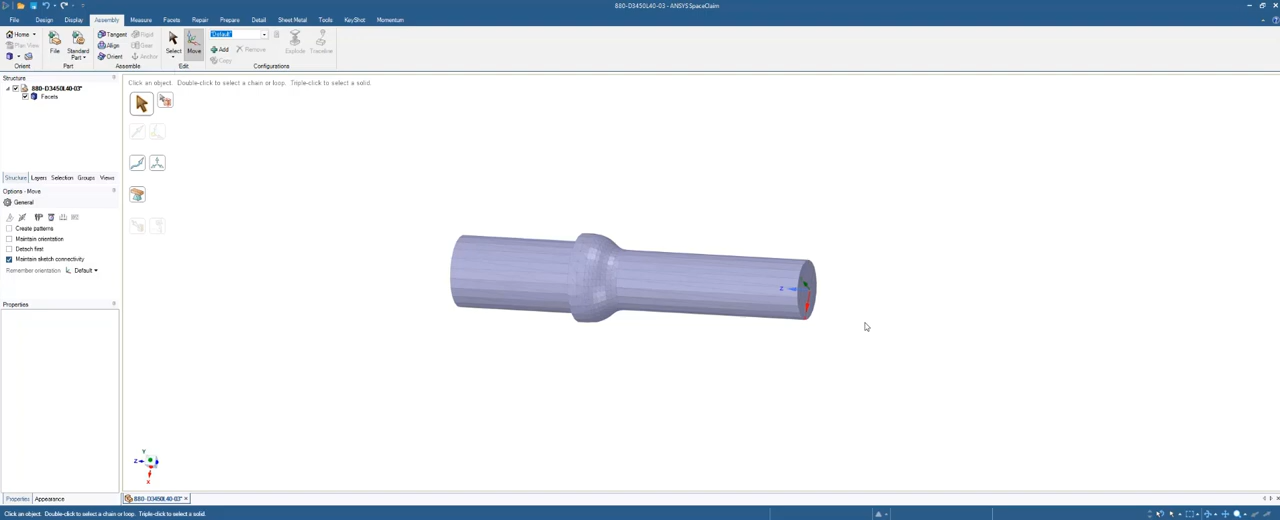 880-D3450L40-03 - ANSYS SpaceClaim
File Design Display Assembly Measure Facets Repair Prepare Detail Sheet Metal Tools KeyShot Momentum
Home Tangent Rigid "Default"
Plan View File Standard Part Align Gear Select Move Add Remove Explode Traceline
Orient Anchor Copy
Orient Part Assemble Edit Configurations
Structure
Click an object. Double-click to select a chain or loop. Triple-click to select a solid.
880-D3450L40-03*
Facets
Structure Layers Selection Groups Views
Options - Move
General
Create patterns
Maintain orientation
Detach first
Maintain sketch connectivity
Remember orientation Default
Properties
Z
Y
Z
X
Properties Appearance
880-D3450L40-03*
Click an object. Double-click to select a chain or loop. Triple-click to select a solid.